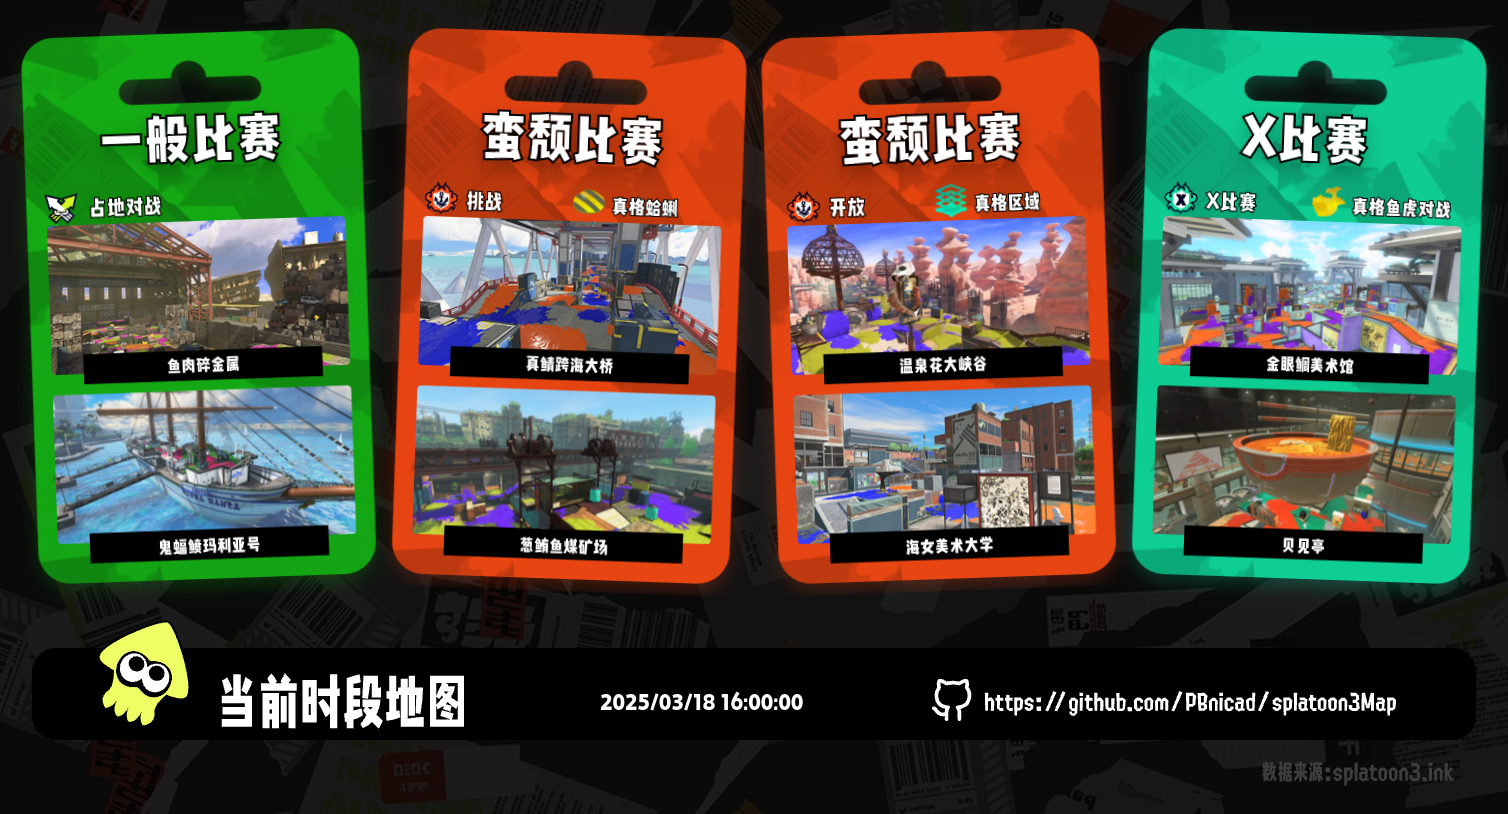 一般比赛
占地对战
鱼肉碎金属
鬼蝠鲼玛利亚号
蛮颓比赛
挑战
真格蛤蜊
真鲭跨海大桥
葱鲔鱼煤矿场
蛮颓比赛
开放
真格区域
温泉花大峡谷
海女美术大学
X比赛
X比赛
真格鱼虎对战
金眼鲷美术馆
贝见亭
当前时段地图
2025/03/18 16:00:00
https://github.com/PBnicad/splatoon3Map
数据来源:splatoon3.ink